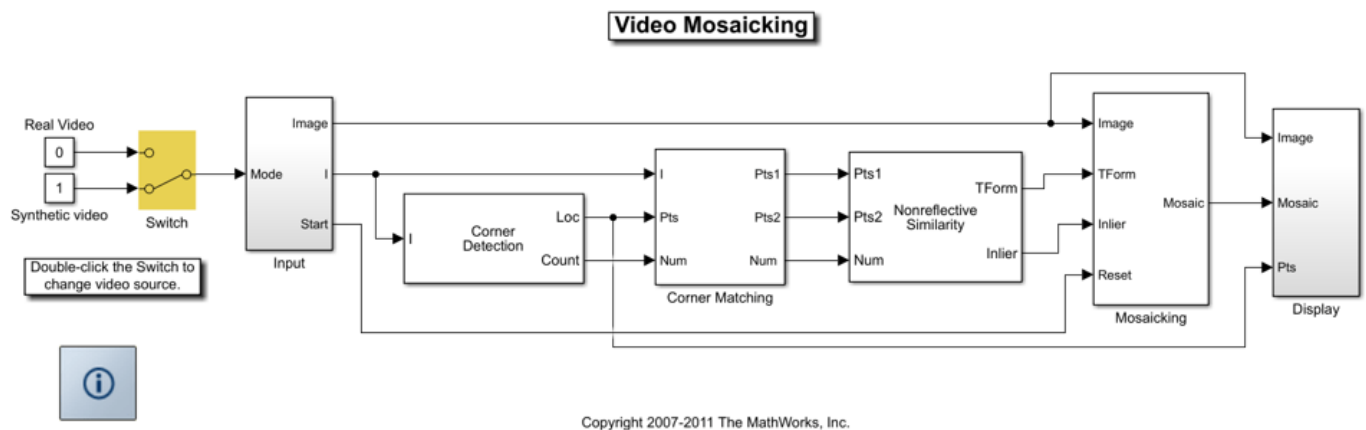 Video Mosaicking
Real Video
0
1
Synthetic video
Switch
Double-click the Switch to
change video source.
Mode
Image
I
Start
Input
I
Corner
Detection
Loc
Count
I
Pts
Num
Pts1
Pts2
Num
Corner Matching
Pts1
Pts2
Num
Nonreflective
Similarity
TForm
Inlier
Image
TForm
Inlier
Reset
Mosaic
Mosaicking
Image
Mosaic
Pts
Display
i
Copyright 2007-2011 The MathWorks, Inc.